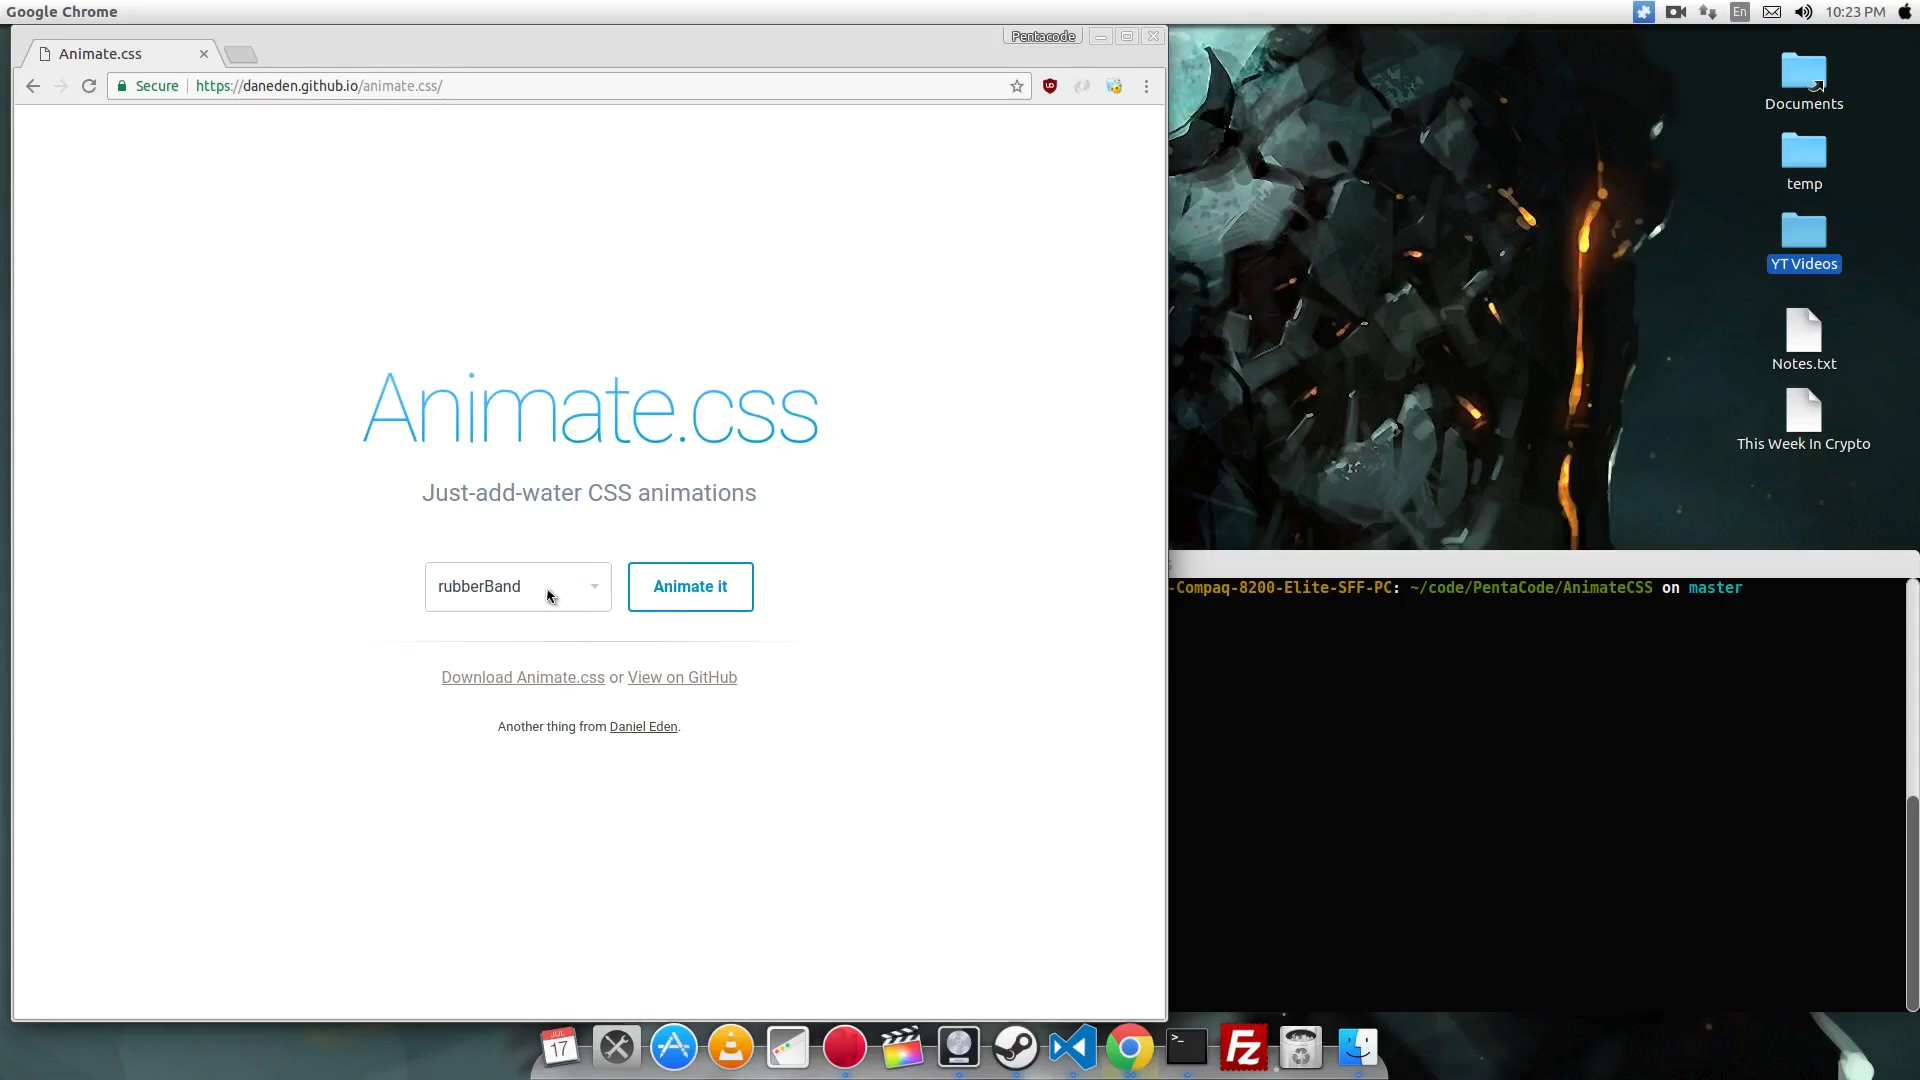 Google Chrome
En
10:23 PM
Pentacode
Animate.css
Secure
https://daneden.github.io/animate.css/
Animate.css
Just-add-water CSS animations
rubberBand
Animate it
Download Animate.css or View on GitHub
Another thing from Daniel Eden.
Documents
temp
YT Videos
Notes.txt
This Week In Crypto
-Compaq-8200-Elite-SFF-PC: ~/code/PentaCode/AnimateCSS on master
JUL
17
>_
FZ